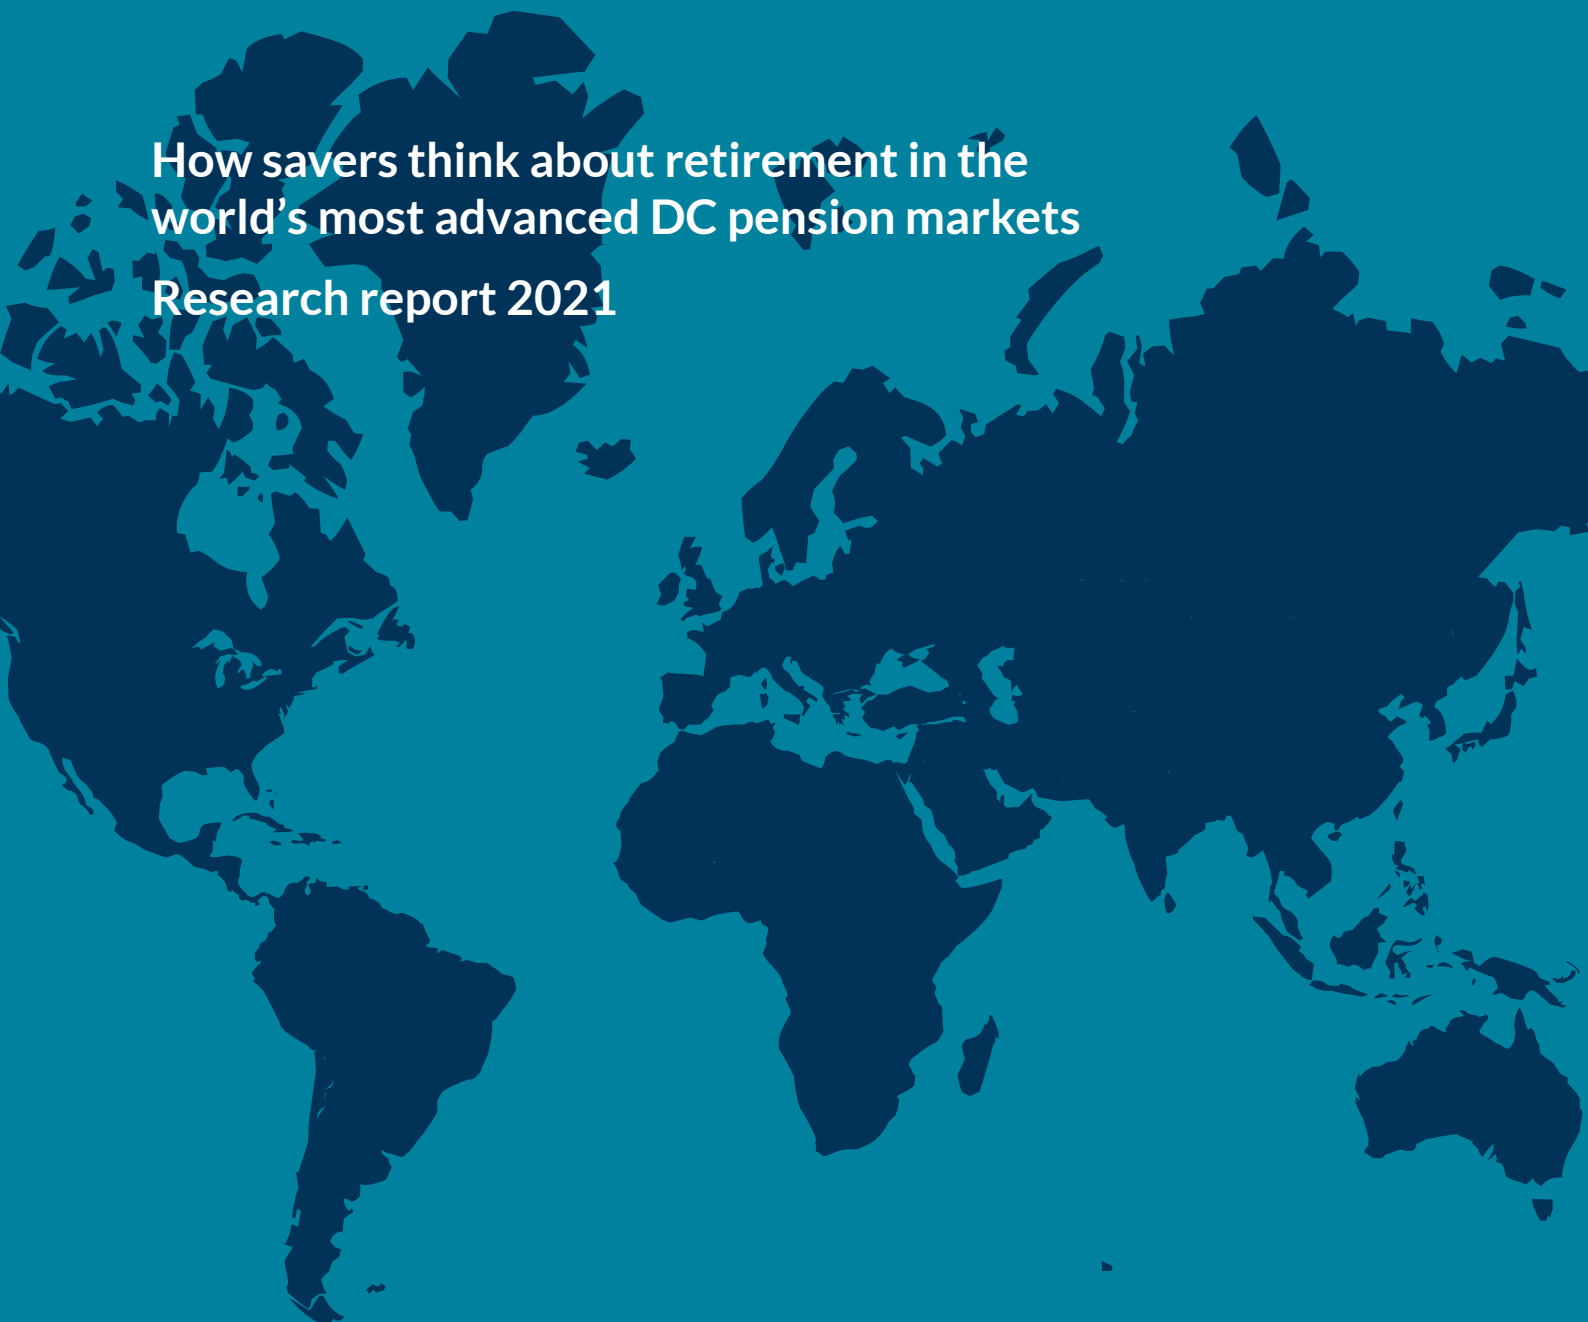 How savers think about retirement in the
world’s most advanced DC pension markets
Research report 2021